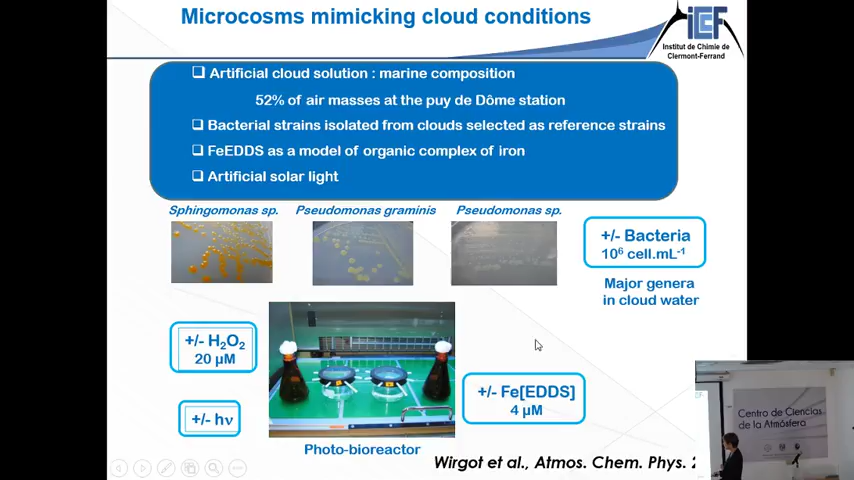 Microcosms mimicking cloud conditions
iCCF
Institut de Chimie de
Clermont-Ferrand
❑ Artificial cloud solution : marine composition
52% of air masses at the puy de Dôme station
❑ Bacterial strains isolated from clouds selected as reference strains
❑ FeEDDS as a model of organic complex of iron
❑ Artificial solar light
Sphingomonas sp.
Pseudomonas graminis
Pseudomonas sp.
+/- Bacteria
10⁶ cell.mL⁻¹
Major genera
in cloud water
+/- H₂O₂
20 µM
+/- hν
+/- Fe[EDDS]
4 µM
Photo-bioreactor
Wirgot et al., Atmos. Chem. Phys.
Centro de Ciencias
de la Atmósfera